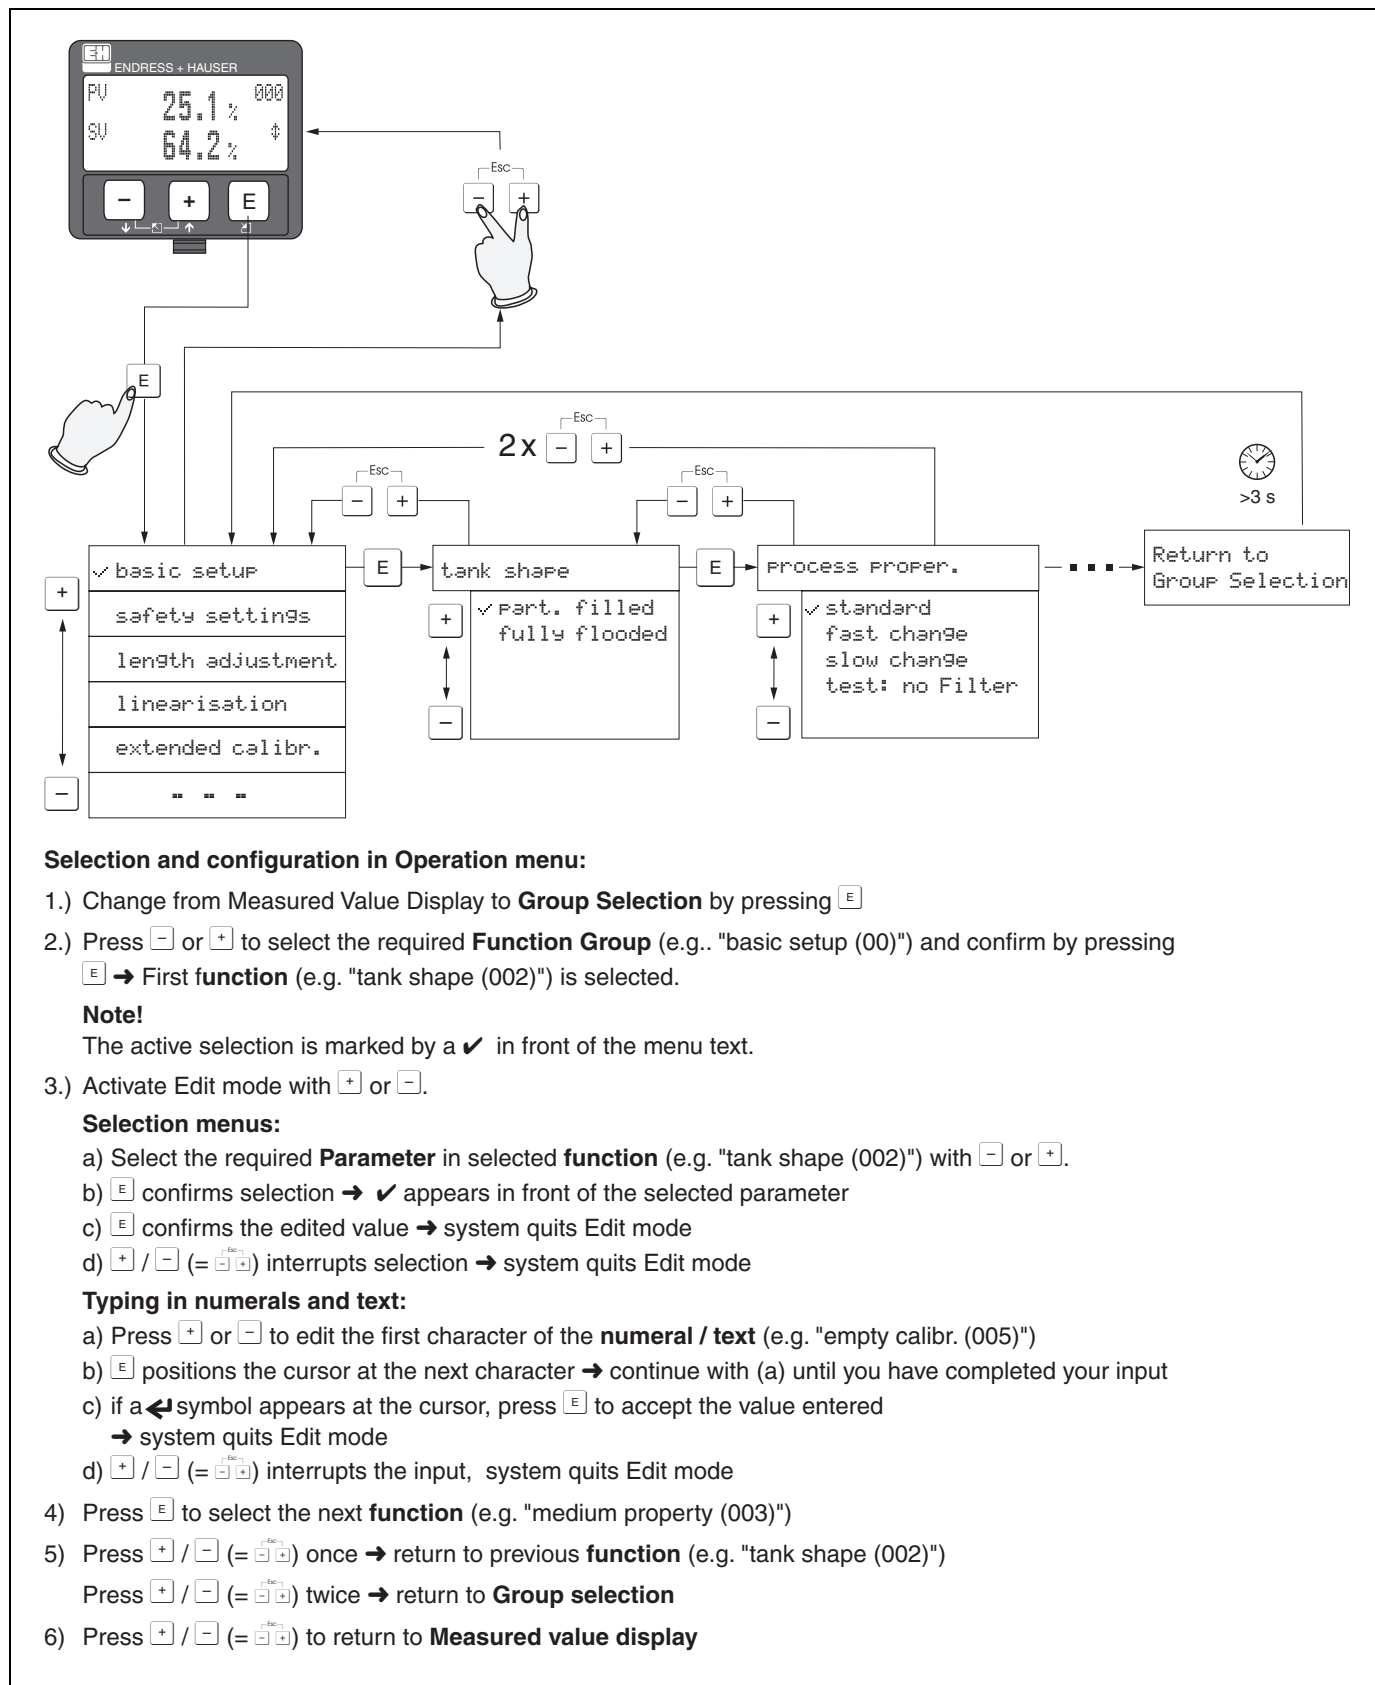 ENDRESS + HAUSER
PV 25.1 % 000
SV 64.2 %
- + E
Esc
- +
E
Esc
2x - +
Esc
- +
Esc
- +
>3 s
✓ basic setup
safety settings
length adjustment
linearisation
extended calibr.
+
-
E
tank shape
✓ part. filled
fully flooded
+
-
E
process proper.
✓ standard
fast change
slow change
test: no Filter
+
-
Return to
Group Selection
Selection and configuration in Operation menu:
1.) Change from Measured Value Display to Group Selection by pressing E
2.) Press - or + to select the required Function Group (e.g.. "basic setup (00)") and confirm by pressing
E ➜ First function (e.g. "tank shape (002)") is selected.
Note!
The active selection is marked by a ✔ in front of the menu text.
3.) Activate Edit mode with + or -.
Selection menus:
a) Select the required Parameter in selected function (e.g. "tank shape (002)") with - or +.
b) E confirms selection ➜ ✔ appears in front of the selected parameter
c) E confirms the edited value ➜ system quits Edit mode
d) + / - (= Esc - +) interrupts selection ➜ system quits Edit mode
Typing in numerals and text:
a) Press + or - to edit the first character of the numeral / text (e.g. "empty calibr. (005)")
b) E positions the cursor at the next character ➜ continue with (a) until you have completed your input
c) if a ↵ symbol appears at the cursor, press E to accept the value entered
➜ system quits Edit mode
d) + / - (= Esc - +) interrupts the input, system quits Edit mode
4) Press E to select the next function (e.g. "medium property (003)")
5) Press + / - (= Esc - +) once ➜ return to previous function (e.g. "tank shape (002)")
Press + / - (= Esc - +) twice ➜ return to Group selection
6) Press + / - (= Esc - +) to return to Measured value display